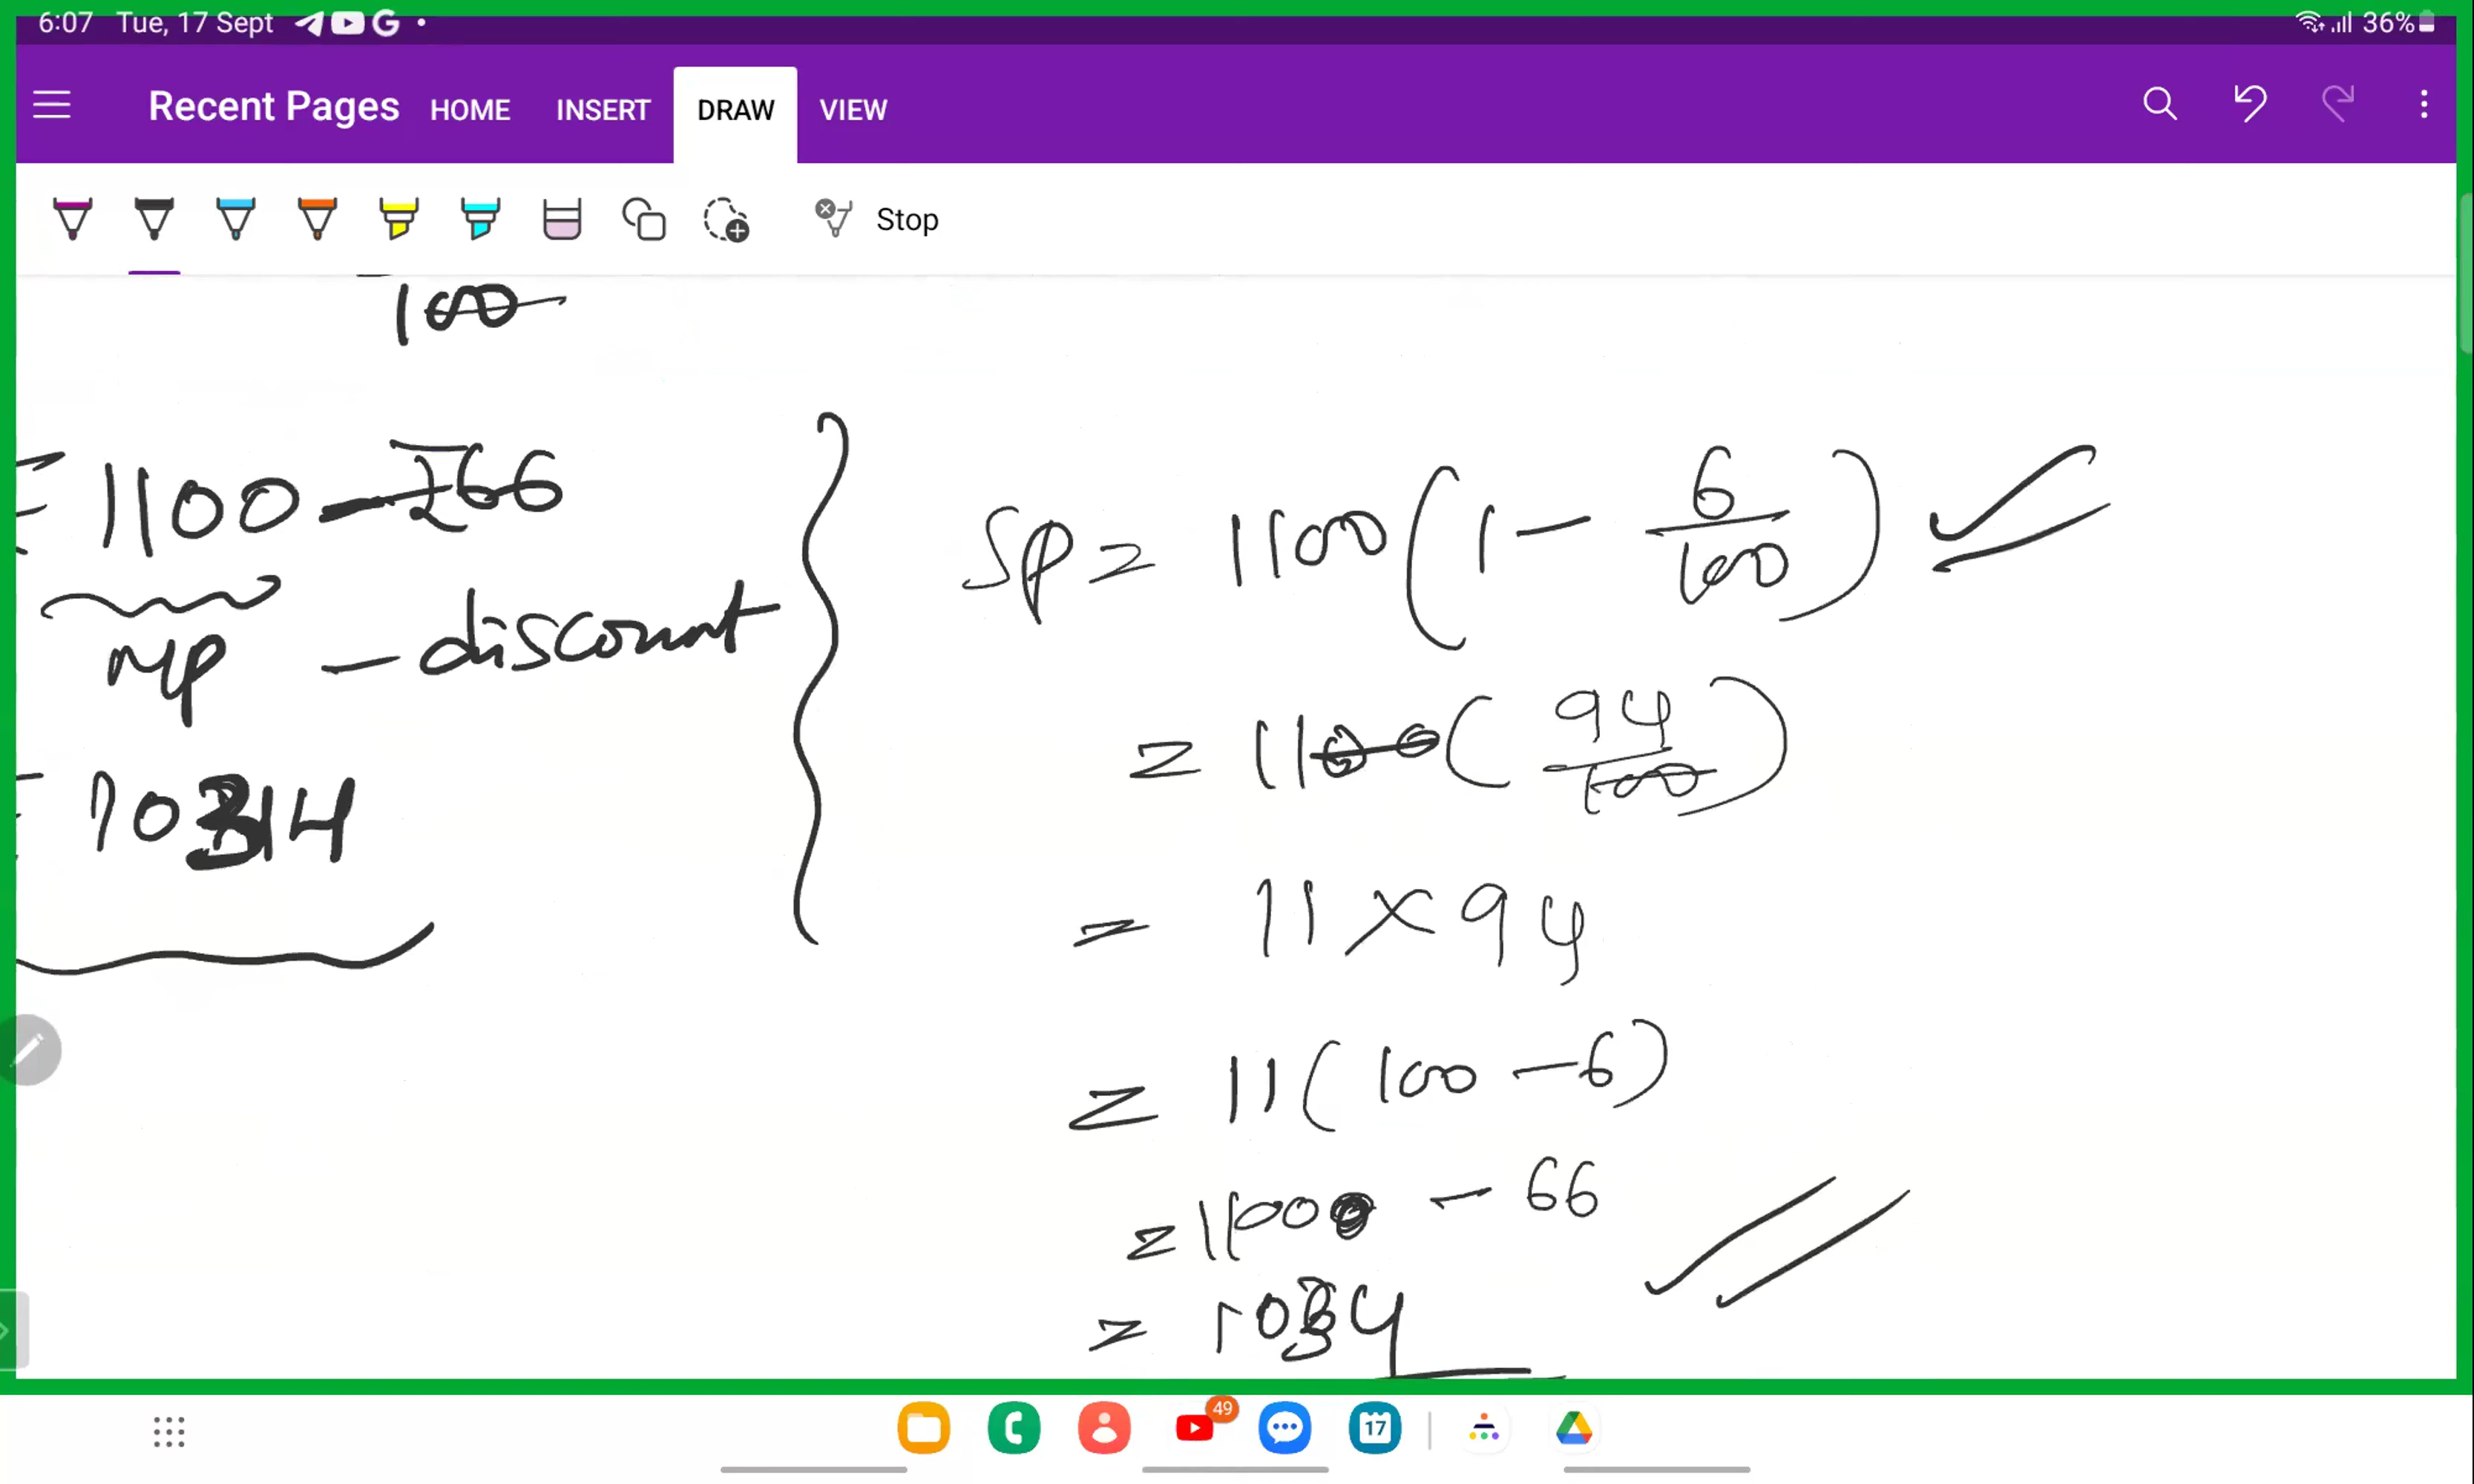 6:07 Tue, 17 Sept 36%
Recent Pages HOME INSERT DRAW VIEW
Stop
100
= 1100 - 66
MP - discount
= 1034
SP = 1100 (1 - 6/100)
= 1100 (94/100)
= 11 × 94
= 11 (100 - 6)
= 1100 - 66
= 1034
49
17